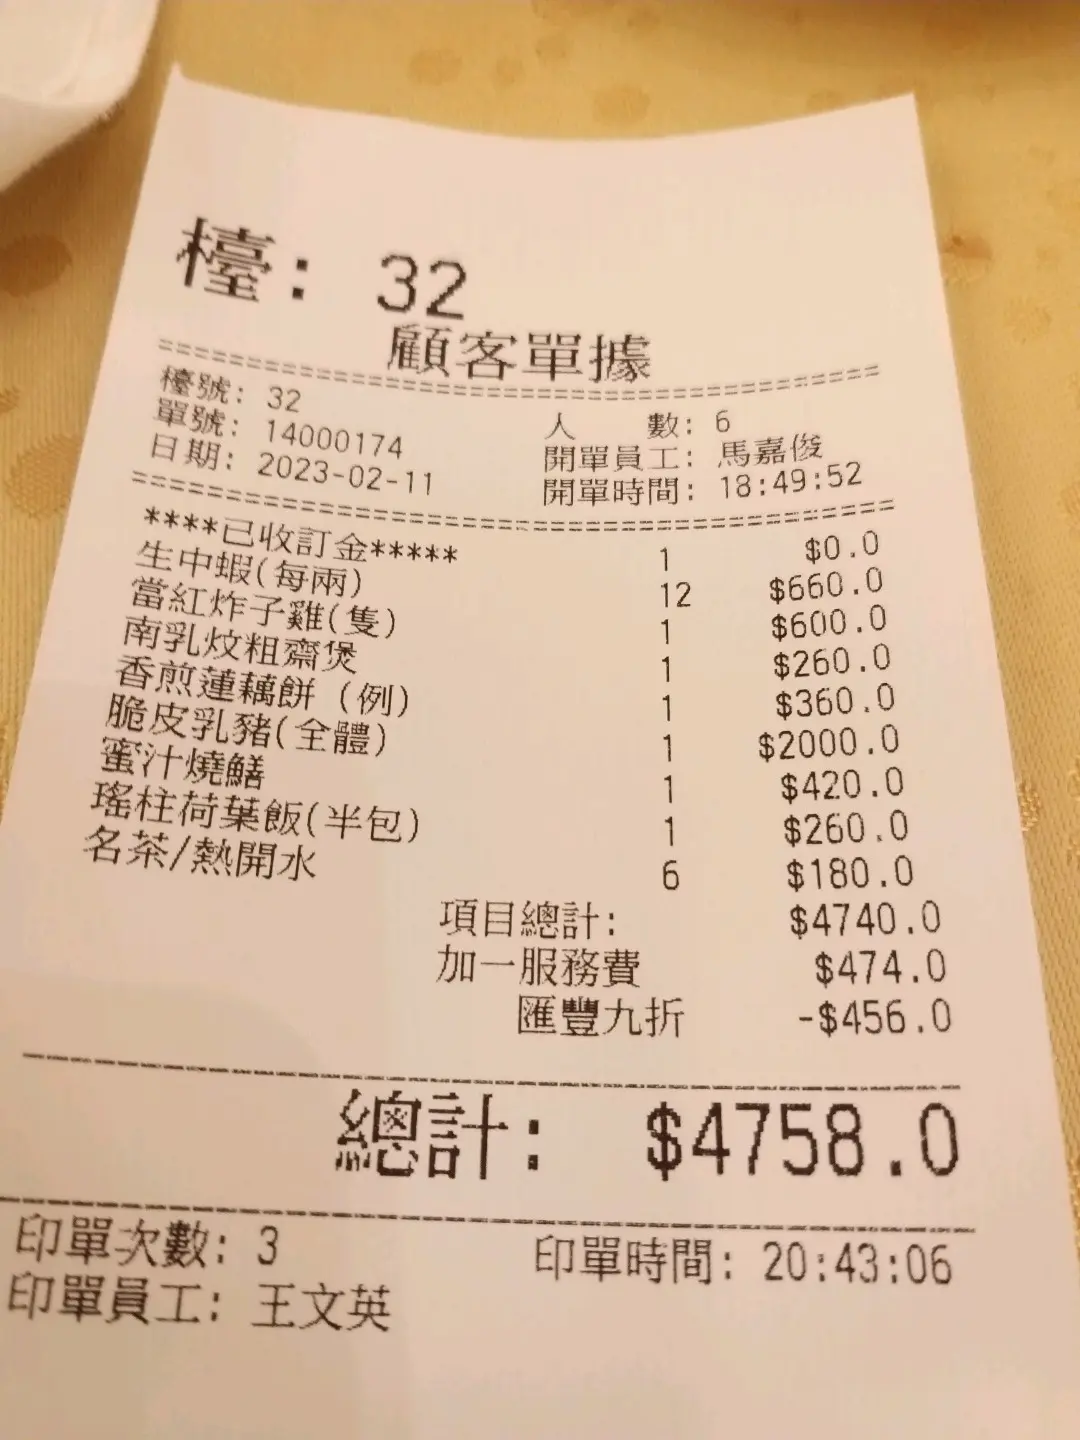 檯: 32
顧客單據
檯號: 32 人 數: 6
單號: 14000174 開單員工: 馬嘉俊
日期: 2023-02-11 開單時間: 18:49:52
****已收訂金***** 1 $0.0
生中蝦(每兩) 12 $660.0
當紅炸子雞(隻) 1 $600.0
南乳炆粗齋煲 1 $260.0
香煎蓮藕餅 (例) 1 $360.0
脆皮乳豬(全體) 1 $2000.0
蜜汁燒鱔 1 $420.0
瑤柱荷葉飯(半包) 1 $260.0
名茶/熱開水 6 $180.0
項目總計: $4740.0
加一服務費 $474.0
匯豐九折 -$456.0
總計: $4758.0
印單次數: 3 印單時間: 20:43:06
印單員工: 王文英